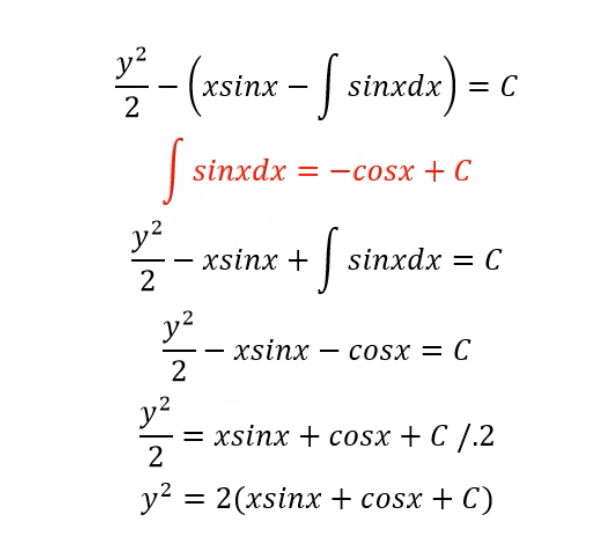 y²/2 − (xsinx − ∫ sinxdx) = C
∫ sinxdx = −cosx + C
y²/2 − xsinx + ∫ sinxdx = C
y²/2 − xsinx − cosx = C
y²/2 = xsinx + cosx + C /.2
y² = 2(xsinx + cosx + C)